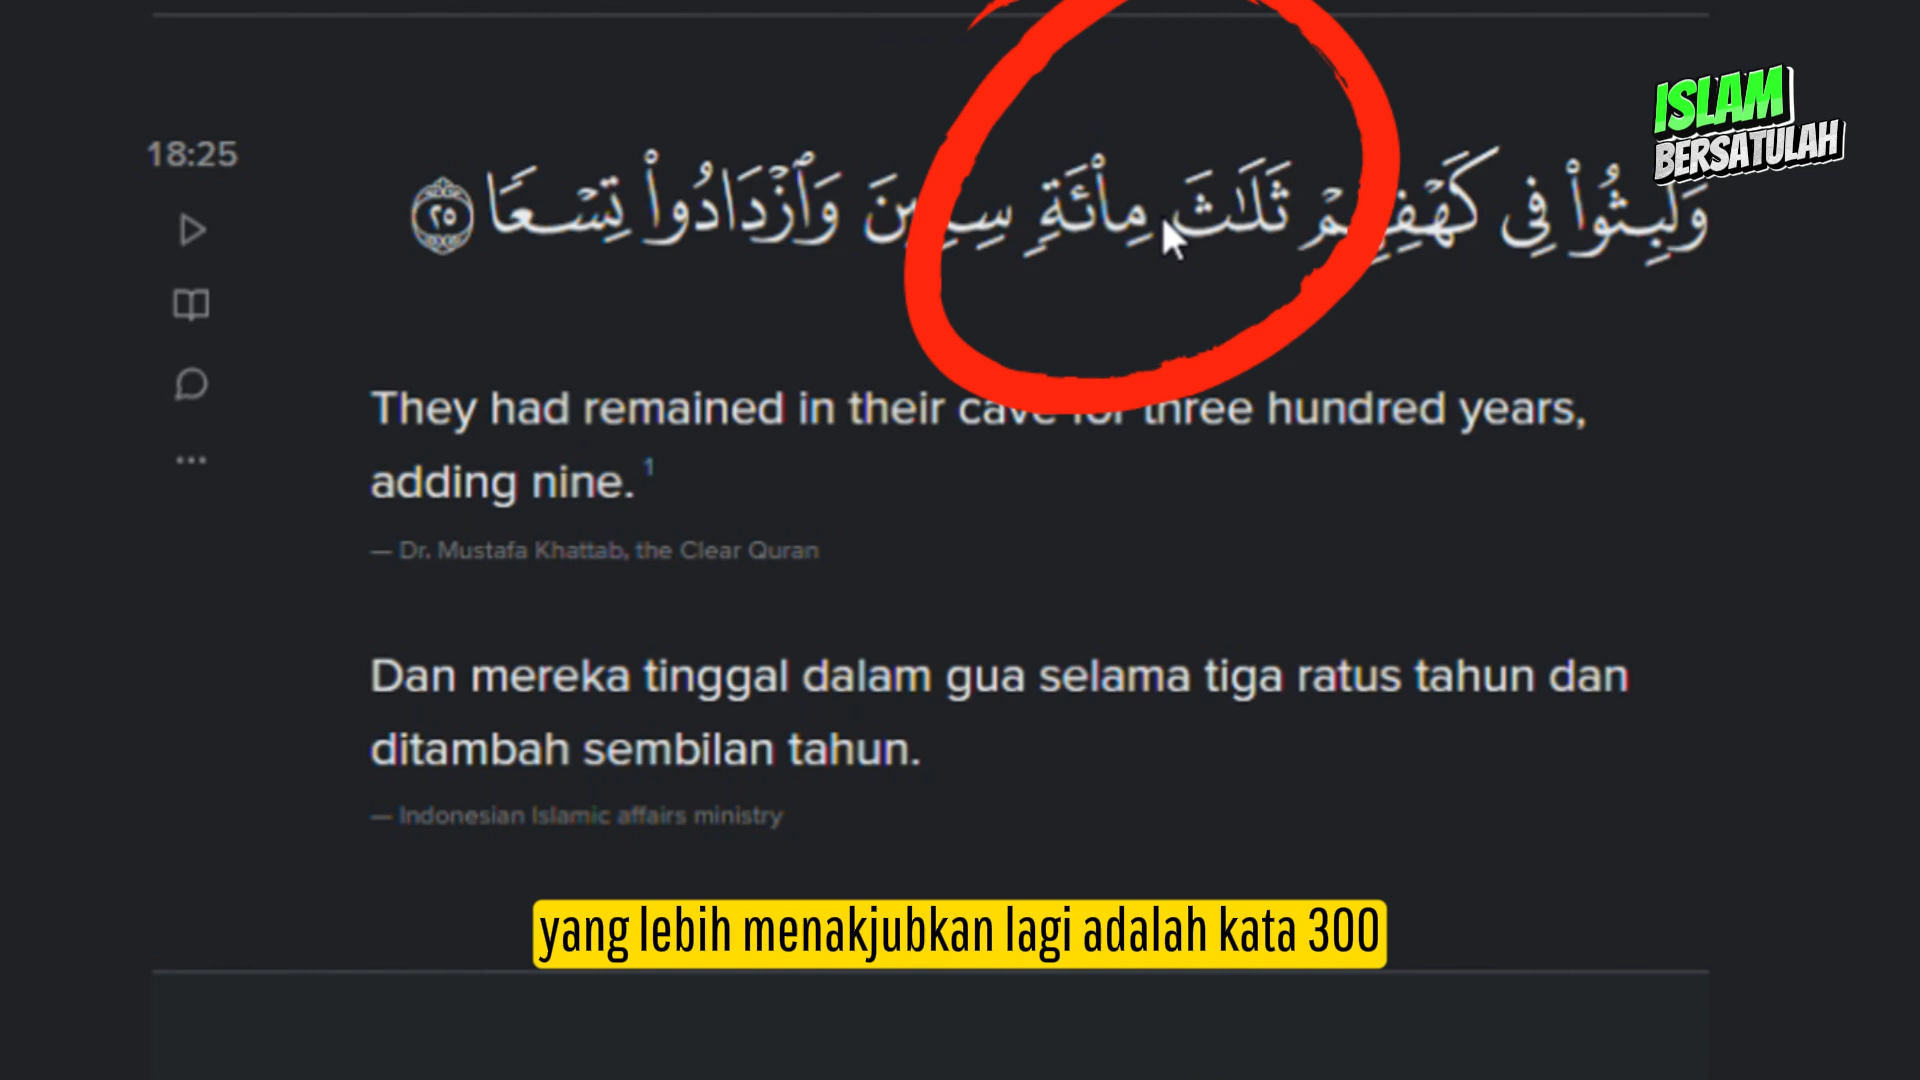 ISLAM
BERSATULAH
18:25
وَلَبِثُوا۟ فِى كَهْفِهِمْ ثَلَـٰثَ مِا۟ئَةٍ سِنِينَ وَٱزْدَادُوا۟ تِسْعًا ٢٥
They had remained in their cave for three hundred years,
adding nine. 1
— Dr. Mustafa Khattab, the Clear Quran
Dan mereka tinggal dalam gua selama tiga ratus tahun dan
ditambah sembilan tahun.
— Indonesian Islamic affairs ministry
yang lebih menakjubkan lagi adalah kata 300